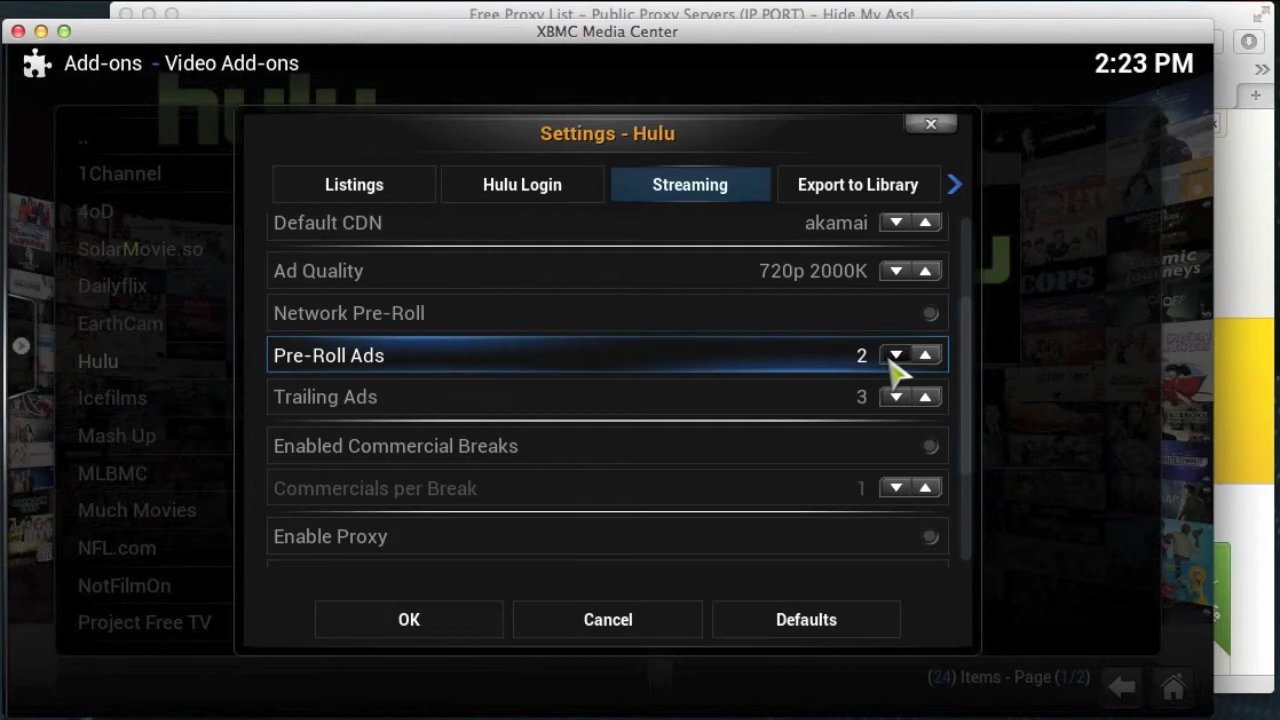 Free Proxy List – Public Proxy Servers (IP PORT) – Hide My Ass!
XBMC Media Center
Add-ons - Video Add-ons
2:23 PM
hulu
Settings - Hulu
Listings
Hulu Login
Streaming
Export to Library
Default CDN akamai
Ad Quality 720p 2000K
Network Pre-Roll
Pre-Roll Ads 2
Trailing Ads 3
Enabled Commercial Breaks
Commercials per Break 1
Enable Proxy
OK
Cancel
Defaults
..
1Channel
4oD
SolarMovie.so
Dailyflix
EarthCam
Hulu
Icefilms
Mash Up
MLBMC
Much Movies
NFL.com
NotFilmOn
Project Free TV
COPS
(24) Items - Page (1/2)